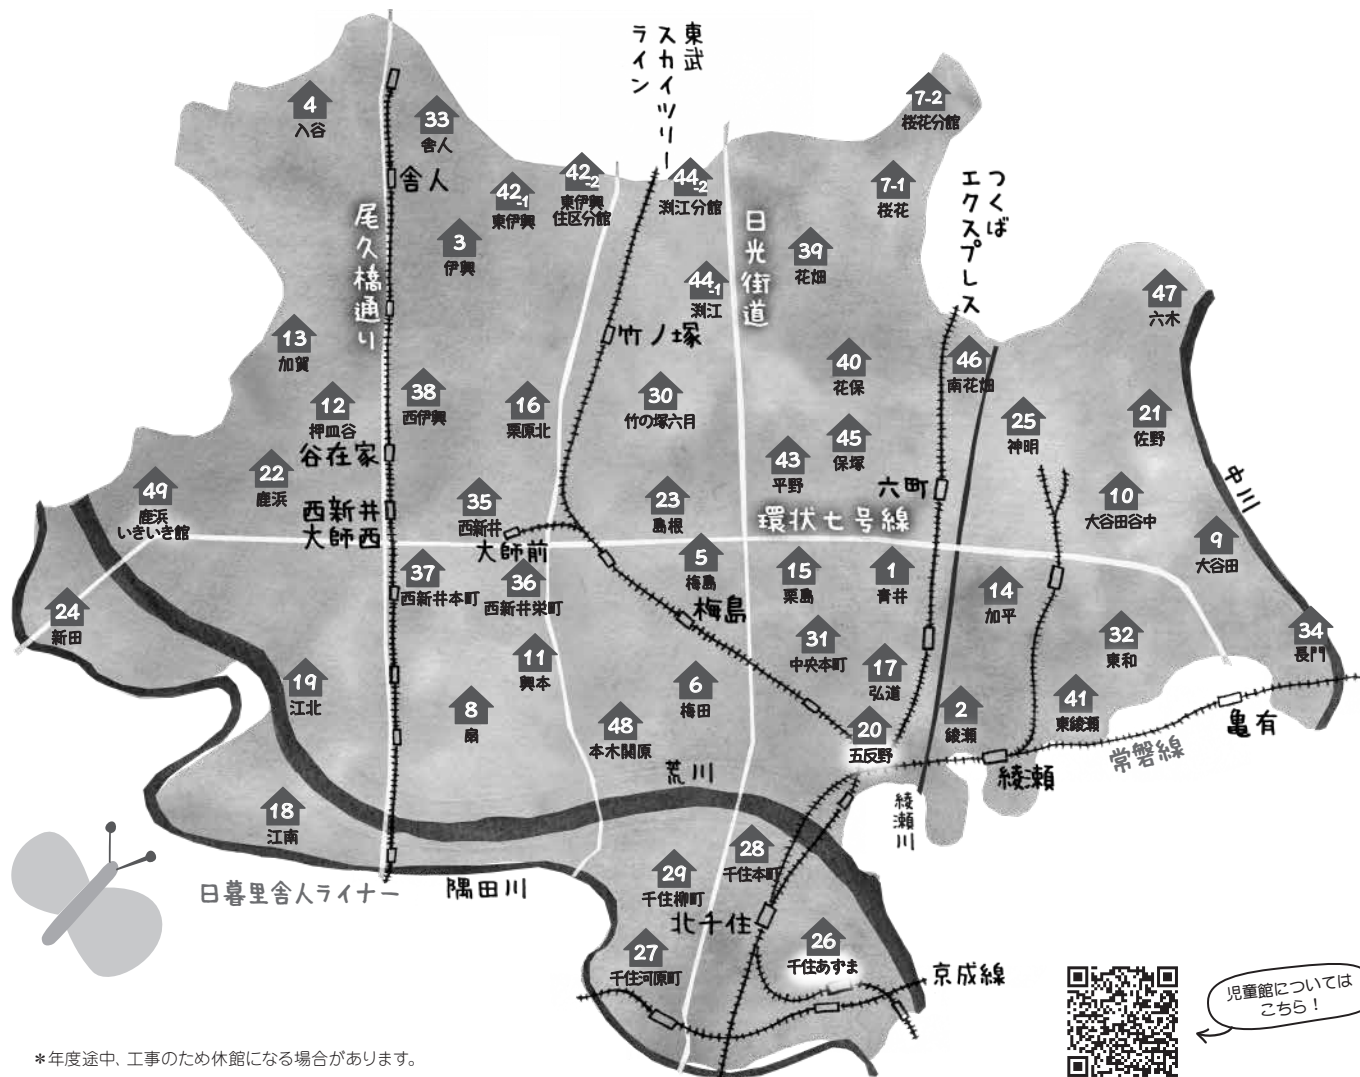 東武
スカイツリー
ライン
4
入谷
33
舎人
舎人
42-1
東伊興
42-2
東伊興
住区分館
44-2
渕江分館
7-2
桜花分館
7-1
桜花
つくば
エクスプレス
尾久橋通り
3
伊興
日光街道
39
花畑
44-1
渕江
47
六木
13
加賀
竹ノ塚
40
花保
46
南花畑
12
押皿谷
38
西伊興
16
栗原北
30
竹の塚六月
25
神明
21
佐野
谷在家
45
保塚
43
平野
22
鹿浜
49
鹿浜
いきいき館
西新井
大師西
35
西新井
大師前
23
島根
六町
環状七号線
10
大谷田谷中
中川
9
大谷田
24
新田
37
西新井本町
36
西新井栄町
5
梅島
梅島
15
栗島
1
青井
14
加平
31
中央本町
32
東和
34
長門
19
江北
11
興本
6
梅田
17
弘道
8
扇
48
本木関原
20
五反野
2
綾瀬
41
東綾瀬
亀有
荒川
綾瀬
常磐線
18
江南
綾瀬川
28
千住本町
29
千住柳町
日暮里舎人ライナー
隅田川
北千住
26
千住あずま
27
千住河原町
京成線
児童館については
こちら！
＊年度途中、工事のため休館になる場合があります。